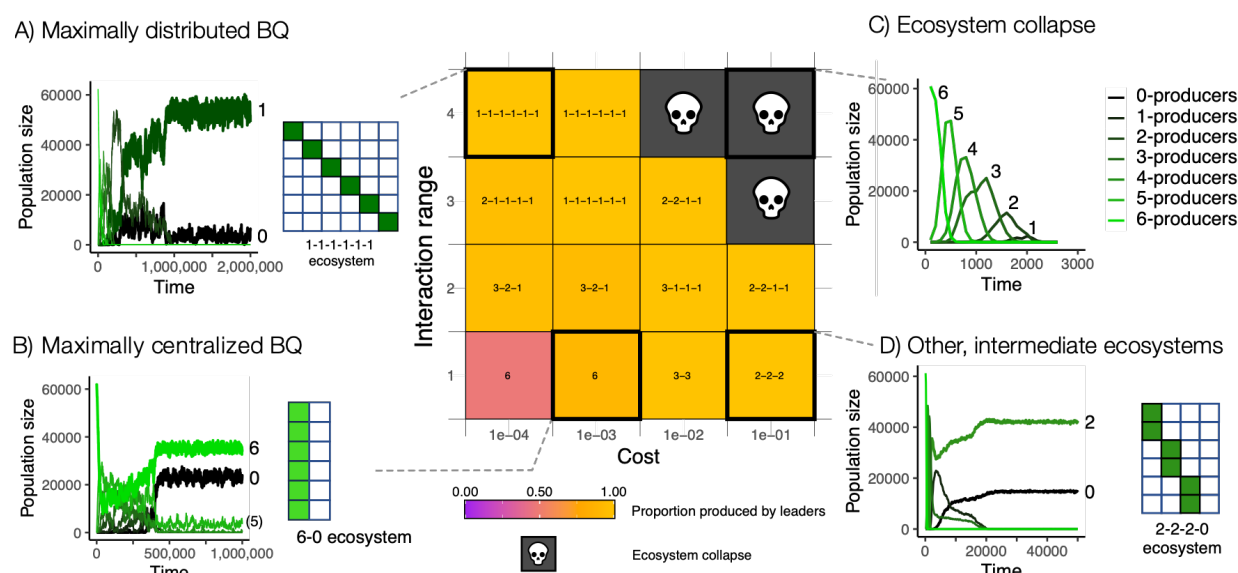 A) Maximally distributed BQ
60000
40000
20000
0
Population size
1
0
0
1,000,000
2,000,000
Time
1-1-1-1-1-1
ecosystem
B) Maximally centralized BQ
60000
40000
20000
0
Population size
6
0
(5)
0
500,000
1,000,000
Time
6-0 ecosystem
Interaction range
4
3
2
1
1-1-1-1-1-1
1-1-1-1-1-1
2-1-1-1-1
1-1-1-1-1-1
2-2-1-1
3-2-1
3-2-1
3-1-1-1
2-2-1-1
6
6
3-3
2-2-2
1e-04
1e-03
1e-02
1e-01
Cost
0.00
0.50
1.00
Proportion produced by leaders
Ecosystem collapse
C) Ecosystem collapse
60000
40000
20000
0
Population size
6
5
4
3
2
1
0
1000
2000
3000
Time
0-producers
1-producers
2-producers
3-producers
4-producers
5-producers
6-producers
D) Other, intermediate ecosystems
60000
40000
20000
0
Population size
2
0
0
20000
40000
Time
2-2-2-0
ecosystem